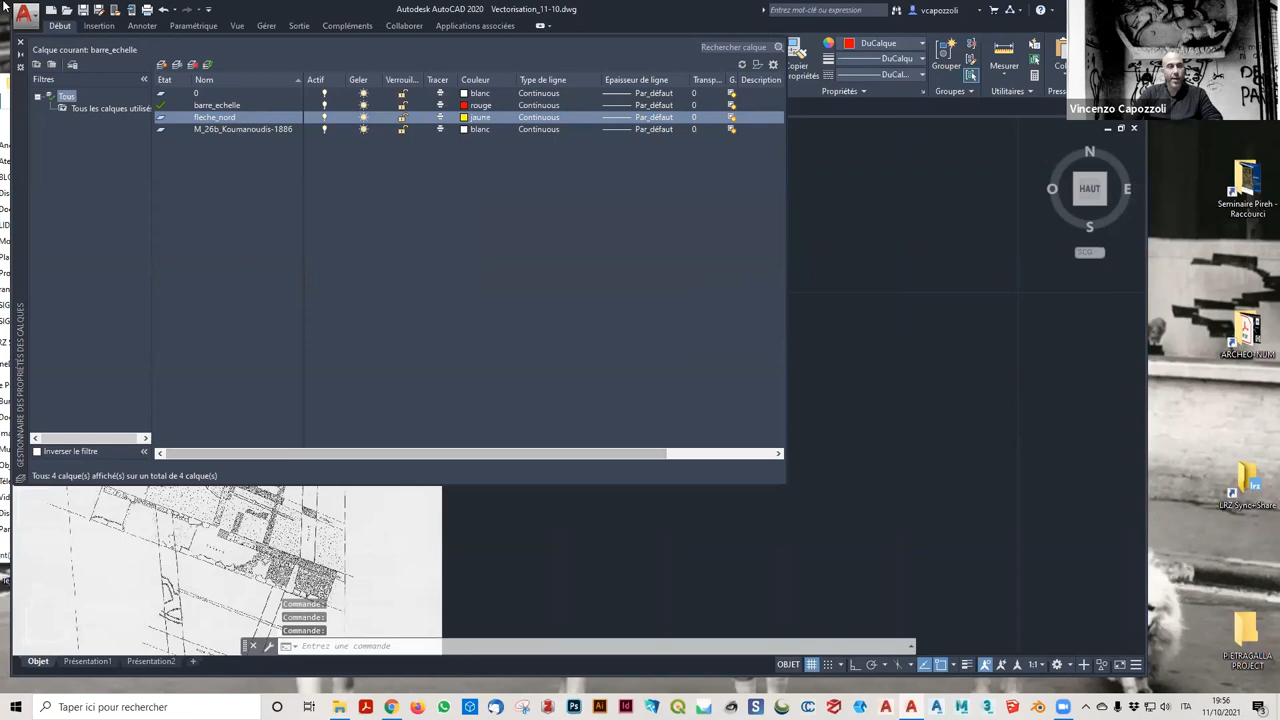 Autodesk AutoCAD 2020 Vectorisation_11-10.dwg
Entrez mot-clé ou expression
vcapozzoli
Début Insertion Annoter Paramétrique Vue Gérer Sortie Compléments Collaborer Applications associées
Calque courant: barre_echelle
Rechercher calque
Filtres
Tous
Tous les calques utilisé
Etat Nom Actif Geler Verrouil... Tracer Couleur Type de ligne Epaisseur de ligne Transp... G. Description
0 blanc Continuous Par_défaut 0
barre_echelle rouge Continuous Par_défaut 0
fleche_nord jaune Continuous Par_défaut 0
M_26b_Koumanoudis-1886 blanc Continuous Par_défaut 0
Inverser le filtre
Tous: 4 calque(s) affiché(s) sur un total de 4 calque(s)
GESTIONNAIRE DES PROPRIÉTÉS DES CALQUES
Copier
propriétés
DuCalque
DuCalqu
DuCal...
Propriétés
Grouper
Groupes
Mesurer
Utilitaires
Vincenzo Capozzoli
N
O HAUT E
S
SCG
Seminaire Pireh -
Raccourci
ARCHEO-NUM
LRZ Sync+Share
P.IETRAGALLA
PROJECT
Commande:
Commande:
Commande:
Entrez une commande
Objet Présentation1 Présentation2 +
OBJET
1:1
Taper ici pour rechercher
19:56
11/10/2021